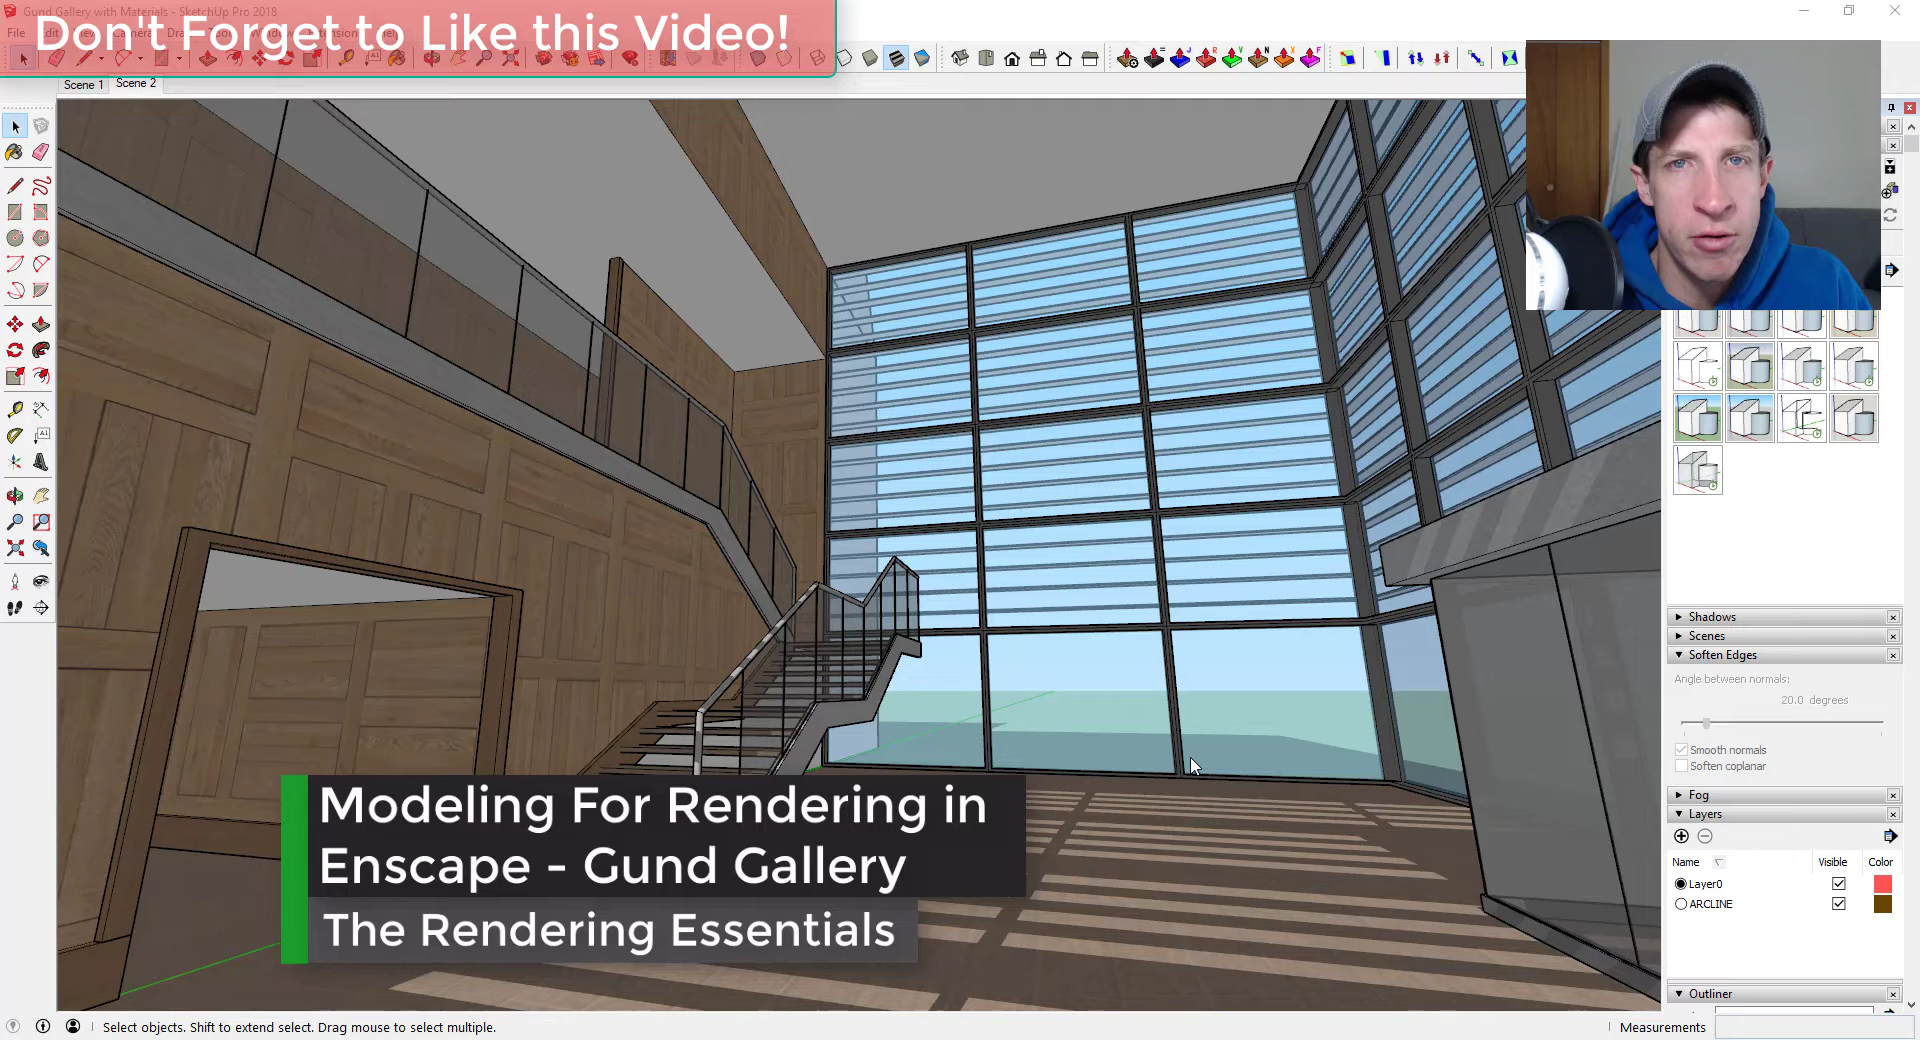 Gund Gallery with Materials - SketchUp Pro 2018
Don't Forget to Like this Video!
File
Scene 1
Scene 2
Shadows
Scenes
Soften Edges
Angle between normals:
20.0 degrees
Smooth normals
Soften coplanar
Fog
Layers
Name
Visible
Color
Layer0
ARCLINE
Modeling For Rendering in
Enscape - Gund Gallery
The Rendering Essentials
Outliner
Select objects. Shift to extend select. Drag mouse to select multiple.
Measurements